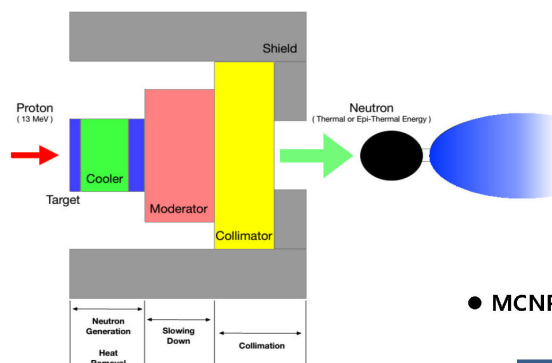 Shield
Proton
( 13 MeV )
Neutron
( Thermal or Epi-Thermal Energy )
Cooler
Target
Moderator
Collimator
● MCNP
Neutron
Generation
Slowing
Down
Collimation
Heat
Removal